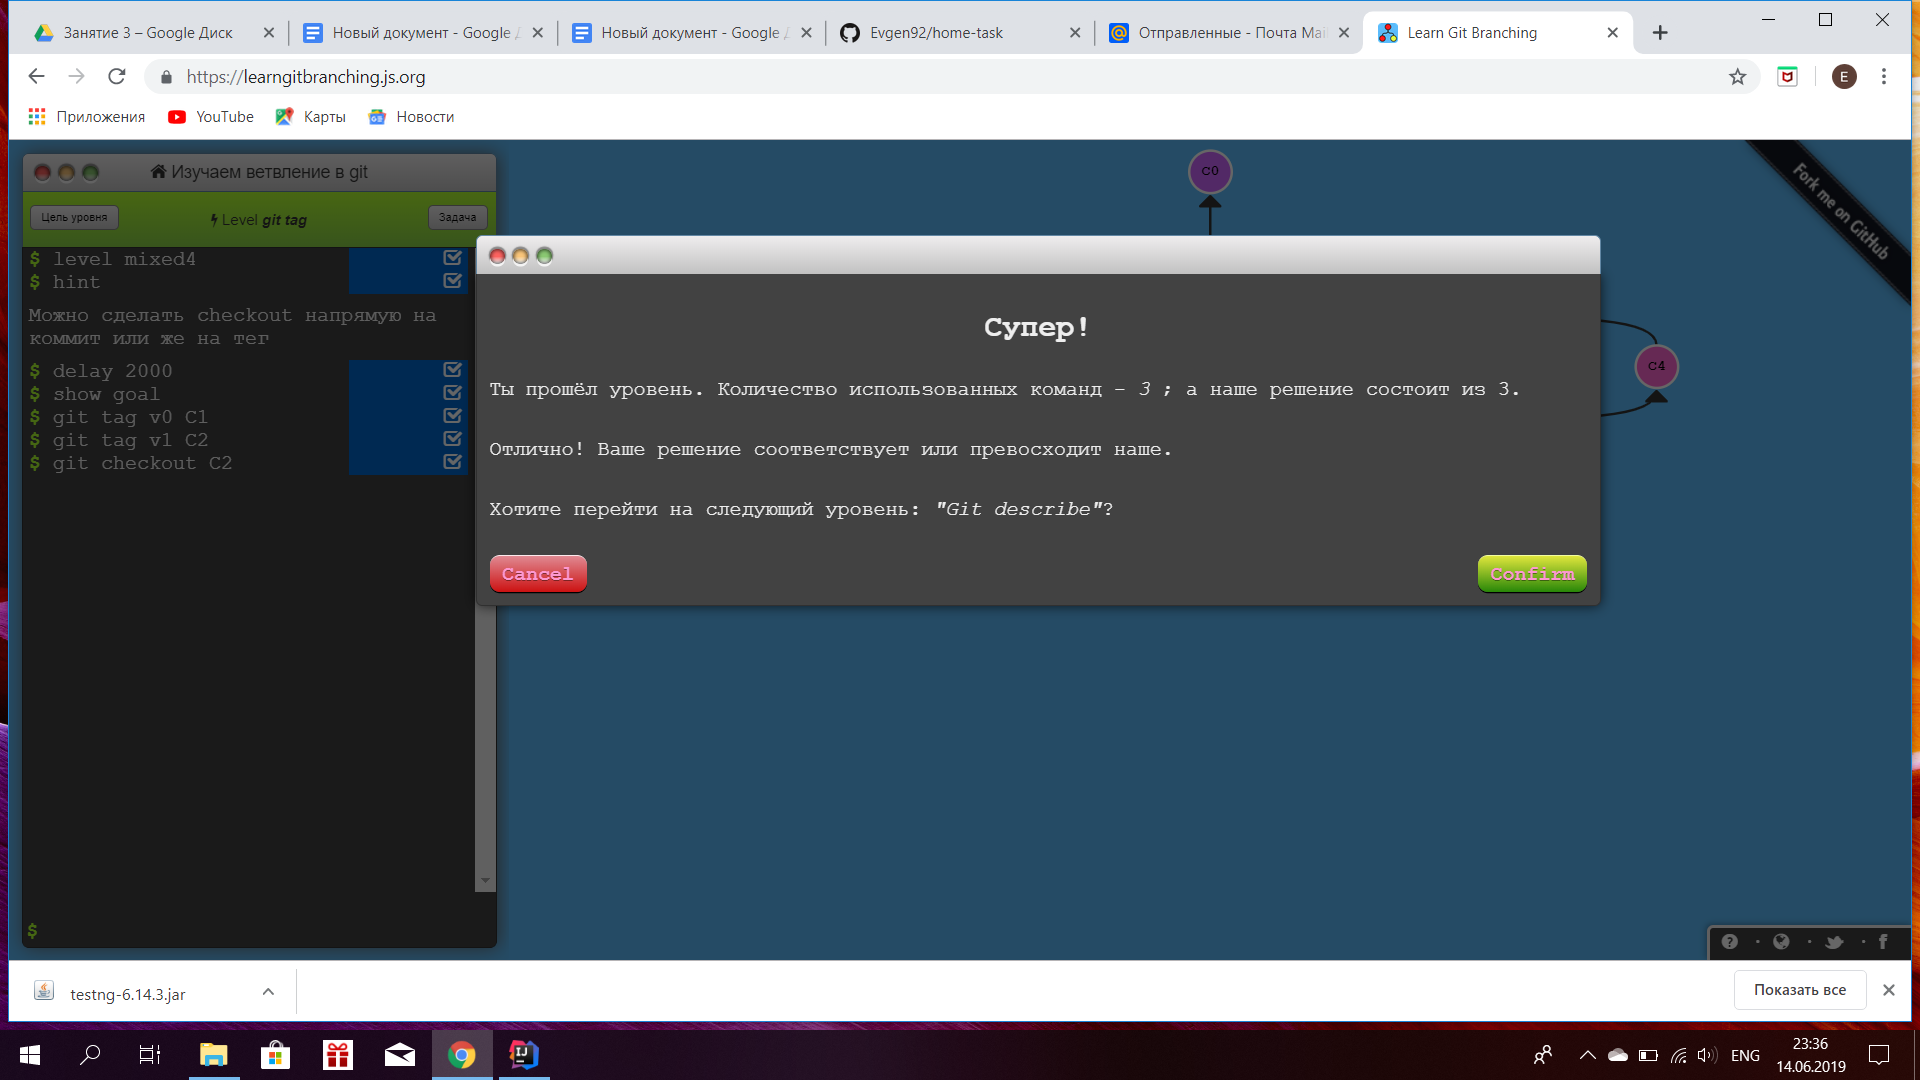 Занятие 3 – Google Диск
Новый документ - Google
Новый документ - Google
Evgen92/home-task
Отправленные - Почта Mai
Learn Git Branching
https://learngitbranching.js.org
E
Приложения
YouTube
Карты
Новости
Изучаем ветвление в git
Цель уровня
Level git tag
Задача
$ level mixed4
$ hint
Можно сделать checkout напрямую на
коммит или же на тег
$ delay 2000
$ show goal
$ git tag v0 C1
$ git tag v1 C2
$ git checkout C2
$
C0
C4
Fork me on GitHub
Супер!
Ты прошёл уровень. Количество использованных команд – 3 ; а наше решение состоит из 3.
Отлично! Ваше решение соответствует или превосходит наше.
Хотите перейти на следующий уровень: "Git describe"?
Cancel
Confirm
testng-6.14.3.jar
Показать все
ENG
23:36
14.06.2019